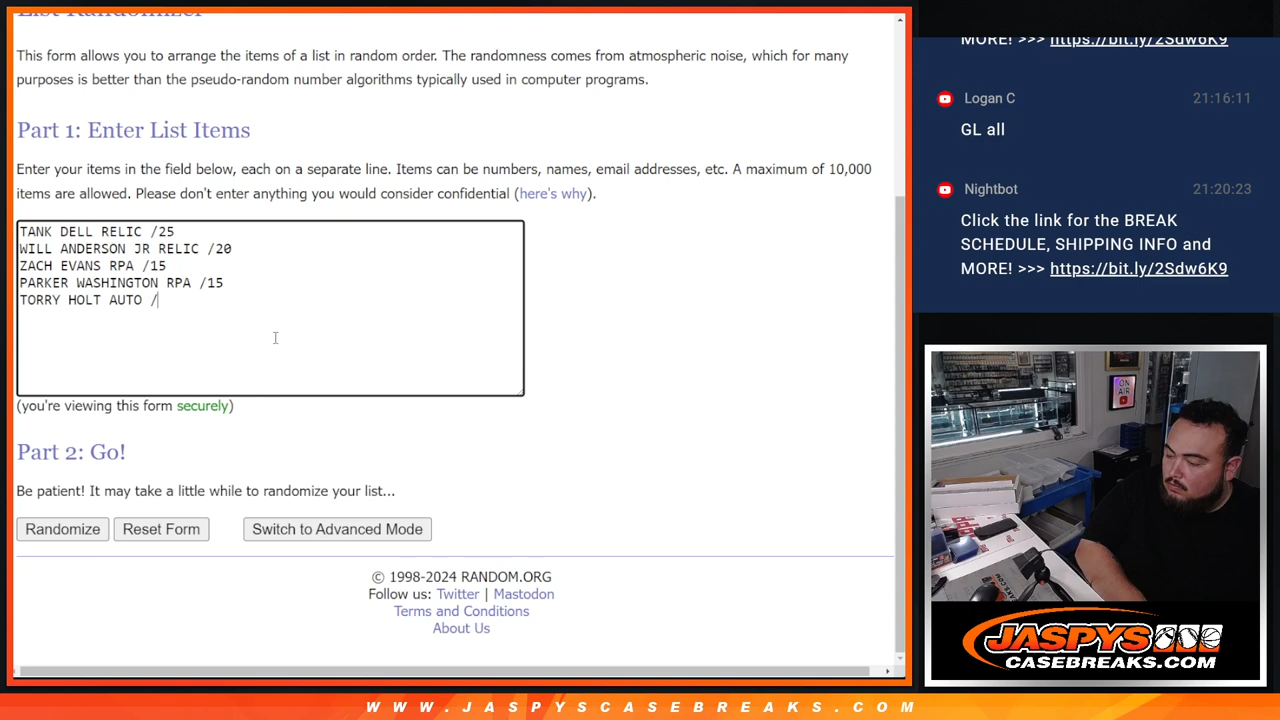 List Randomizer
This form allows you to arrange the items of a list in random order. The randomness comes from atmospheric noise, which for many
purposes is better than the pseudo-random number algorithms typically used in computer programs.
Part 1: Enter List Items
Enter your items in the field below, each on a separate line. Items can be numbers, names, email addresses, etc. A maximum of 10,000
items are allowed. Please don't enter anything you would consider confidential (here's why).
TANK DELL RELIC /25
WILL ANDERSON JR RELIC /20
ZACH EVANS RPA /15
PARKER WASHINGTON RPA /15
TORRY HOLT AUTO /
(you're viewing this form securely)
Part 2: Go!
Be patient! It may take a little while to randomize your list...
Randomize Reset Form Switch to Advanced Mode
© 1998-2024 RANDOM.ORG
Follow us: Twitter | Mastodon
Terms and Conditions
About Us
MORE! >>> https://bit.ly/2Sdw6K9
Logan C 21:16:11
GL all
Nightbot 21:20:23
Click the link for the BREAK
SCHEDULE, SHIPPING INFO and
MORE! >>> https://bit.ly/2Sdw6K9
ON
AIR
JASPYS
CASEBREAKS.COM
WWW.JASPYSCASEBREAKS.COM